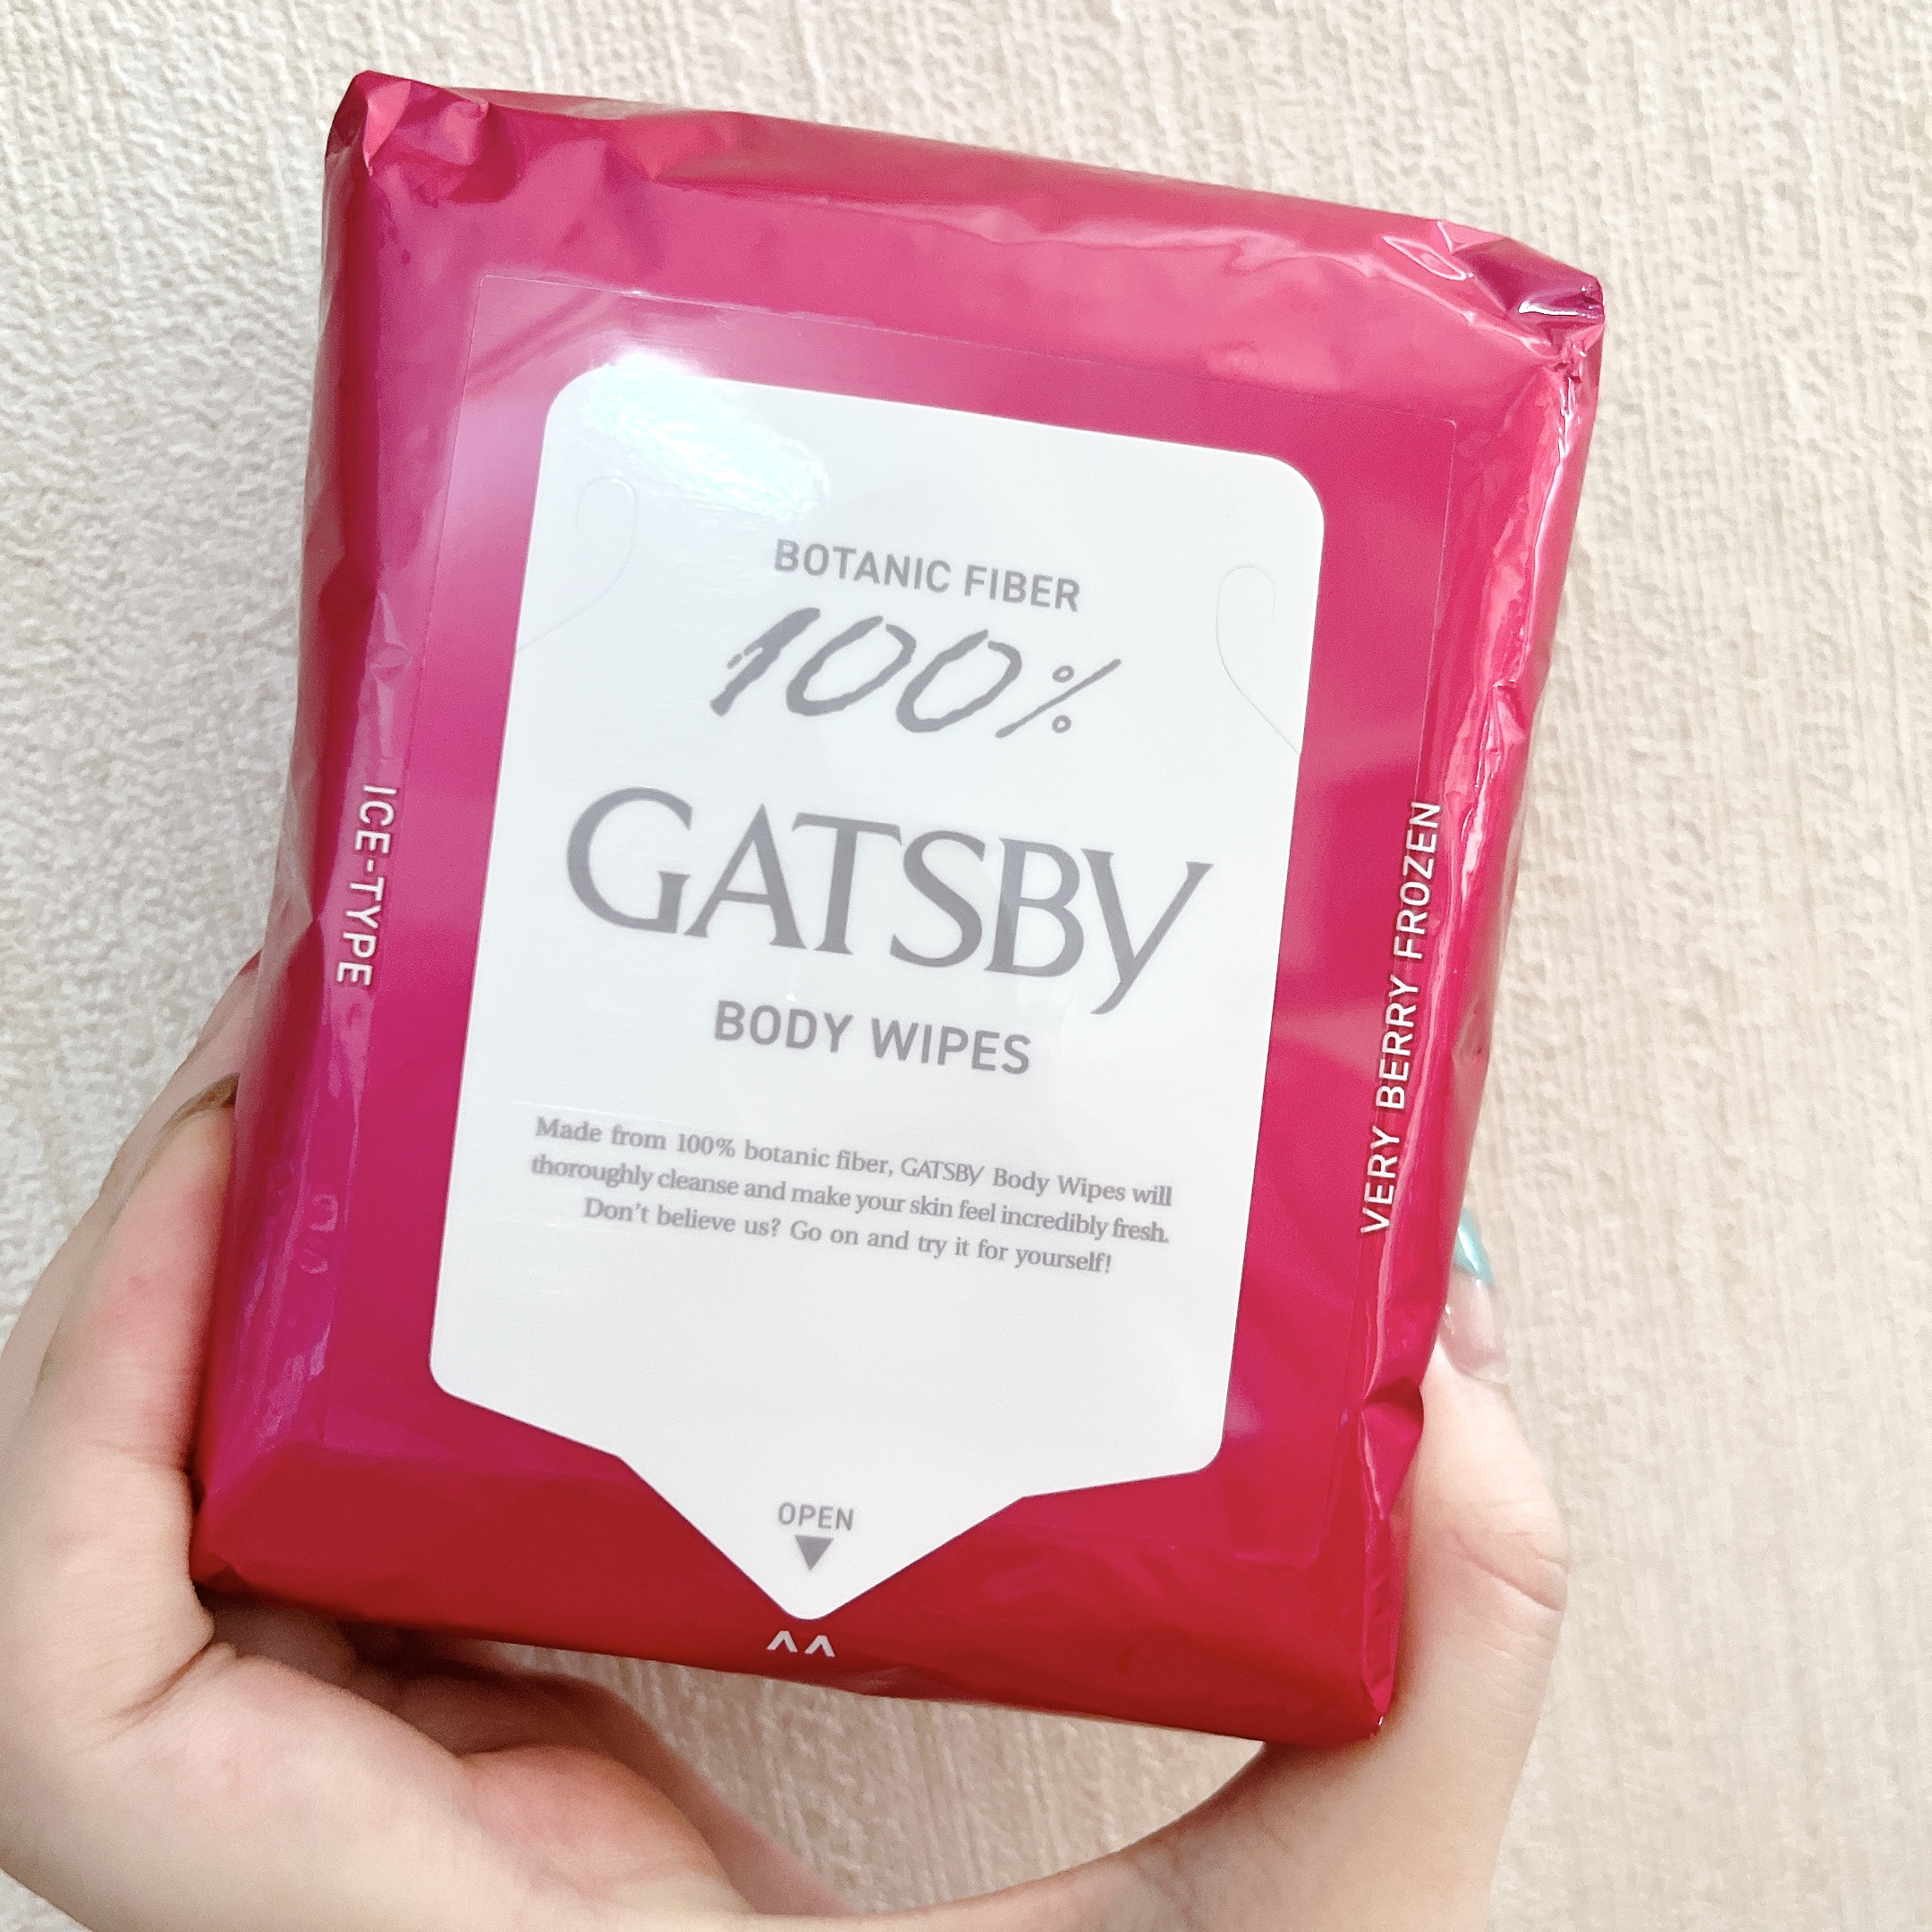 BOTANIC FIBER
100%
GATSBY
BODY WIPES
Made from 100% botanic fiber, GATSBY Body Wipes will
thoroughly cleanse and make your skin feel incredibly fresh.
Don't believe us? Go on and try it for yourself!
OPEN
ICE-TYPE
VERY BERRY FROZEN